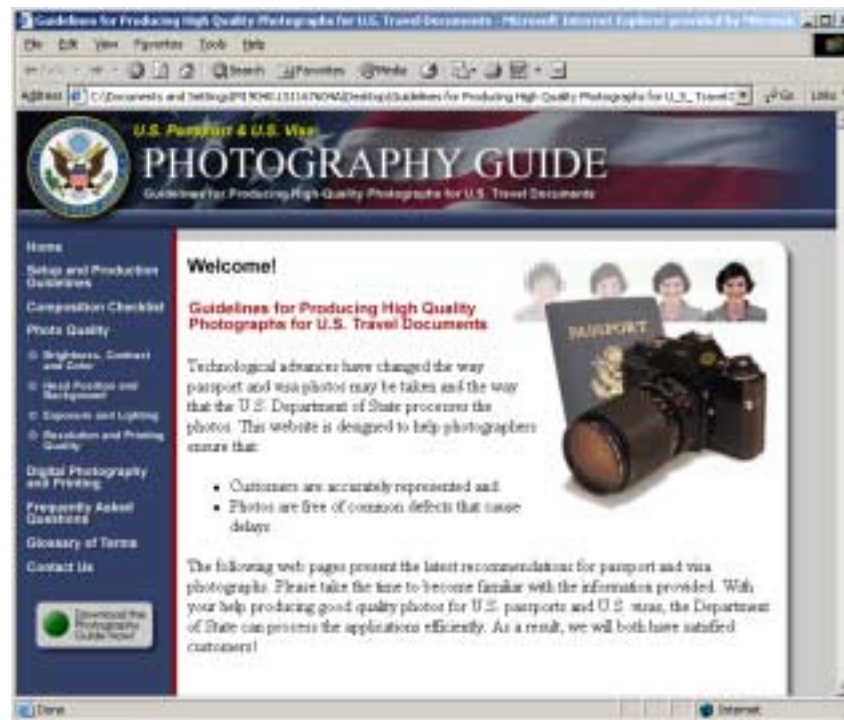 Guidelines for Producing High Quality Photographs for U.S. Travel Documents - Microsoft Internet Explorer provided by
File Edit View Favorites Tools Help
Search Favorites Media
Address
Go Links
U.S. Passport & U.S. Visa
PHOTOGRAPHY GUIDE
Guidelines for Producing High-Quality Photographs for U.S. Travel Documents
Home
Setup and Production
Guidelines
Composition Checklist
Photo Quality
Brightness, Contrast
and Color
Head Position and
Background
Exposure and Lighting
Resolution and Printing
Quality
Digital Photography
and Printing
Frequently Asked
Questions
Glossary of Terms
Contact Us
Download the
Photography
Guide Now!
Welcome!
Guidelines for Producing High Quality
Photographs for U.S. Travel Documents
PASSPORT
Technological advances have changed the way
passport and visa photos may be taken and the way
that the U.S. Department of State processes the
photos. This website is designed to help photographers
ensure that:
• Customers are accurately represented and
• Photos are free of common defects that cause
delays
The following web pages present the latest recommendations for passport and visa
photographs. Please take the time to become familiar with the information provided. With
your help producing good quality photos for U.S. passports and U.S. visas, the Department
of State can process the applications efficiently. As a result, we will both have satisfied
customers!
Done
Internet